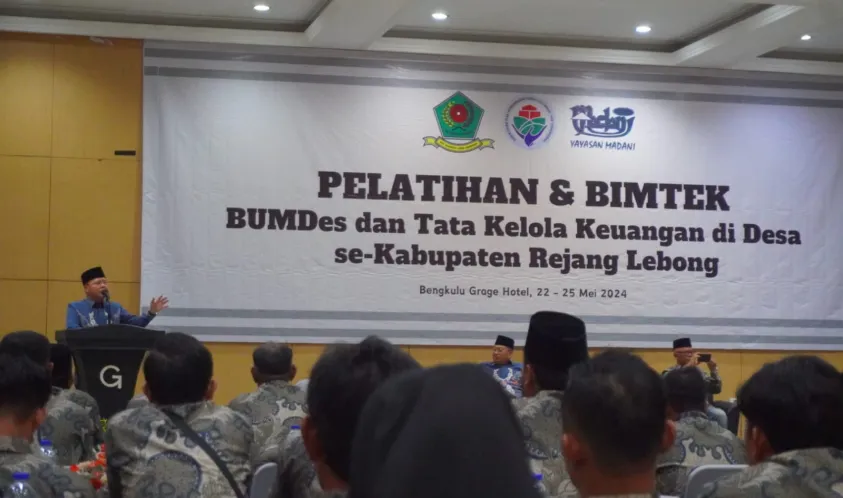 YAYASAN MADANI
PELATIHAN & BIMTEK
BUMDes dan Tata Kelola Keuangan di Desa
se-Kabupaten Rejang Lebong
Bengkulu Grage Hotel, 22 - 25 Mei 2024
G